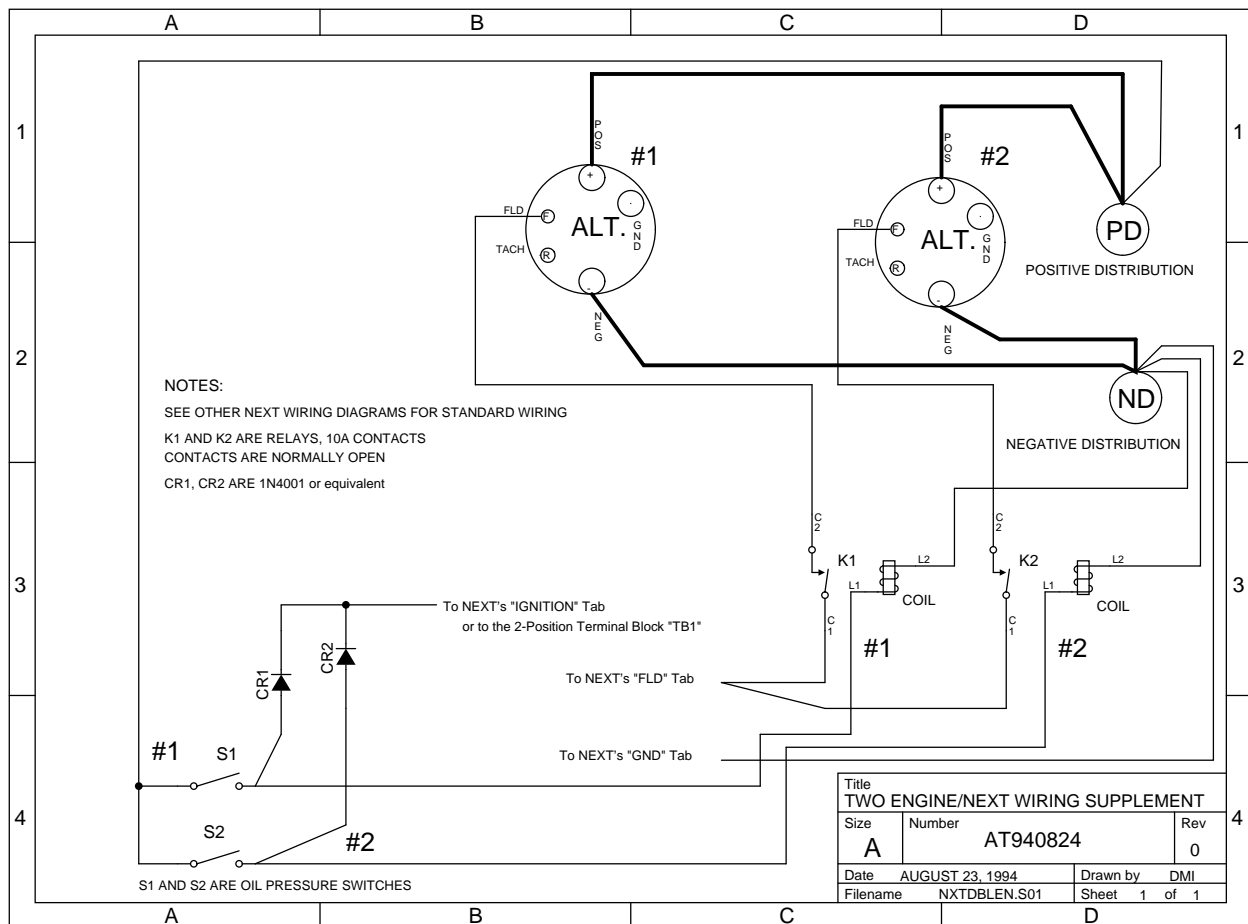 A B C D
1 1
POS
#1
POS
#2
+
+
FLD F ALT. GND
FLD F ALT. GND
PD
TACH R
TACH R
POSITIVE DISTRIBUTION
-
-
NEG
NEG
2 2
ND
NEGATIVE DISTRIBUTION
NOTES:
SEE OTHER NEXT WIRING DIAGRAMS FOR STANDARD WIRING
K1 AND K2 ARE RELAYS, 10A CONTACTS
CONTACTS ARE NORMALLY OPEN
CR1, CR2 ARE 1N4001 or equivalent
C2
C2
K1 L2 K2 L2
3 3
L1 L1
COIL COIL
C1
C1
#1 #2
To NEXT's "IGNITION" Tab
or to the 2-Position Terminal Block "TB1"
CR1
CR2
To NEXT's "FLD" Tab
To NEXT's "GND" Tab
#1 S1
S2
#2
4 4
S1 AND S2 ARE OIL PRESSURE SWITCHES
Title
TWO ENGINE/NEXT WIRING SUPPLEMENT
Size Number Rev
A AT940824 0
Date AUGUST 23, 1994 Drawn by DMI
Filename NXTDBLEN.S01 Sheet 1 of 1
A B C D